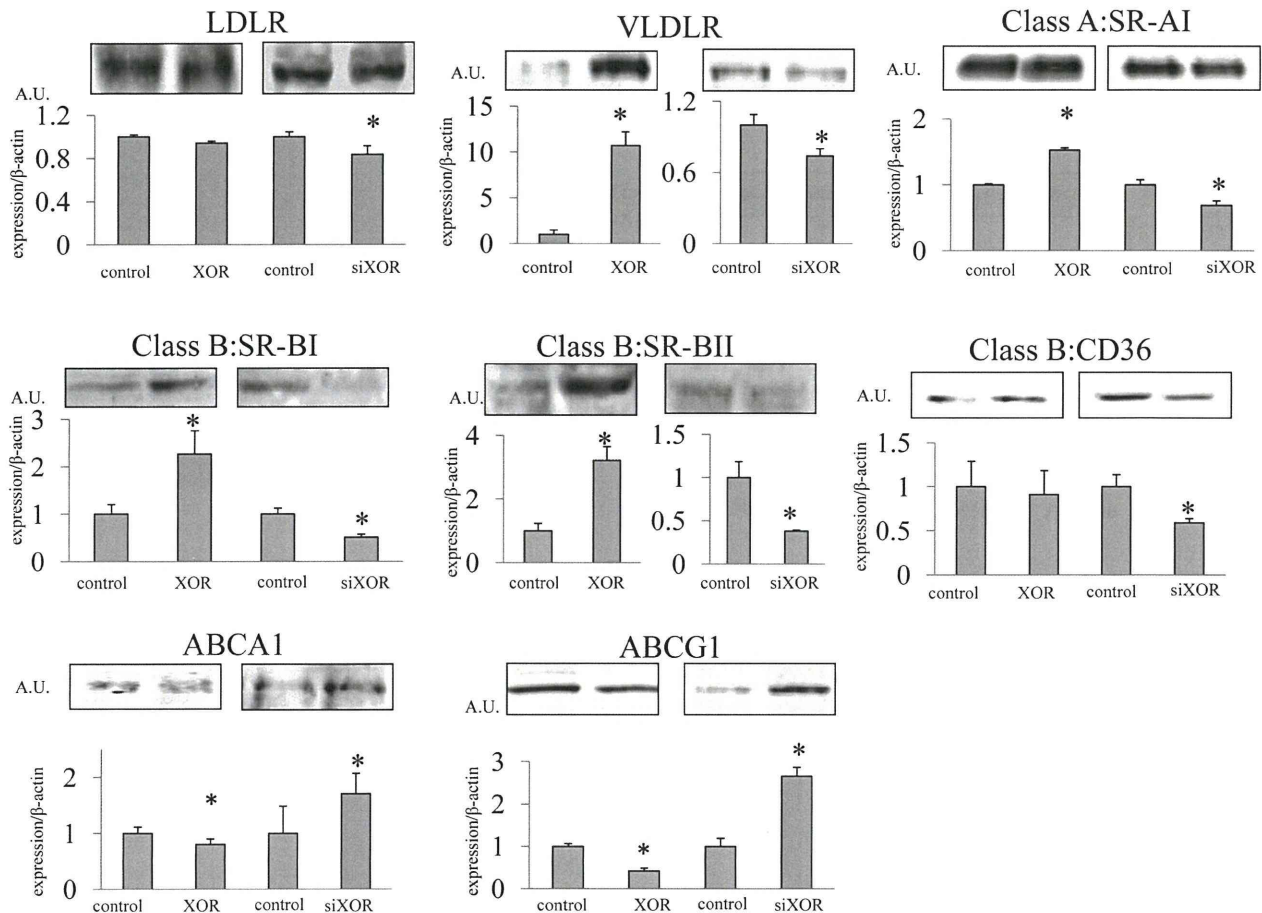 LDLR
A.U.
expression/β-actin
1.2
0.8
0.4
0
*
control XOR control siXOR
VLDLR
A.U.
expression/β-actin
15
10
5
0
*
control XOR
1.2
0.6
0
*
control siXOR
Class A:SR-AI
A.U.
expression/β-actin
2
1
0
*
*
control XOR control siXOR
Class B:SR-BI
A.U.
expression/β-actin
3
2
1
0
*
*
control XOR control siXOR
Class B:SR-BII
A.U.
expression/β-actin
4
2
0
*
control XOR
1.5
1
0.5
0
*
control siXOR
Class B:CD36
A.U.
expression/β-actin
1.5
1
0.5
0
*
control XOR control siXOR
ABCA1
A.U.
expression/β-actin
2
1
0
*
*
control XOR control siXOR
ABCG1
A.U.
expression/β-actin
3
2
1
0
*
*
control XOR control siXOR